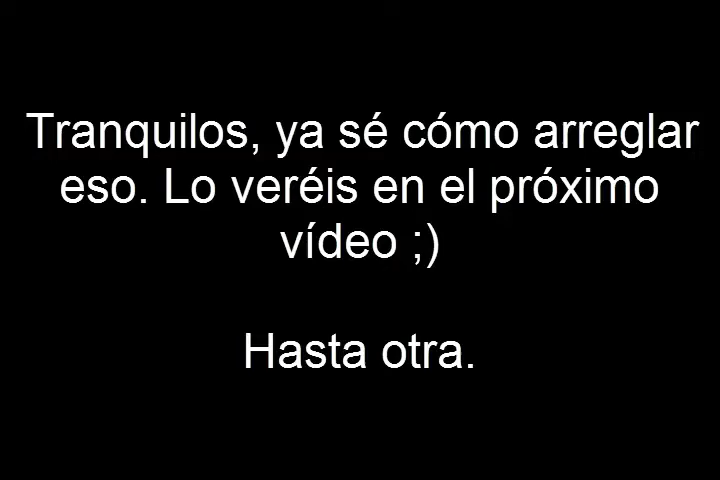 Tranquilos, ya sé cómo arreglar
eso. Lo veréis en el próximo
vídeo ;)
Hasta otra.